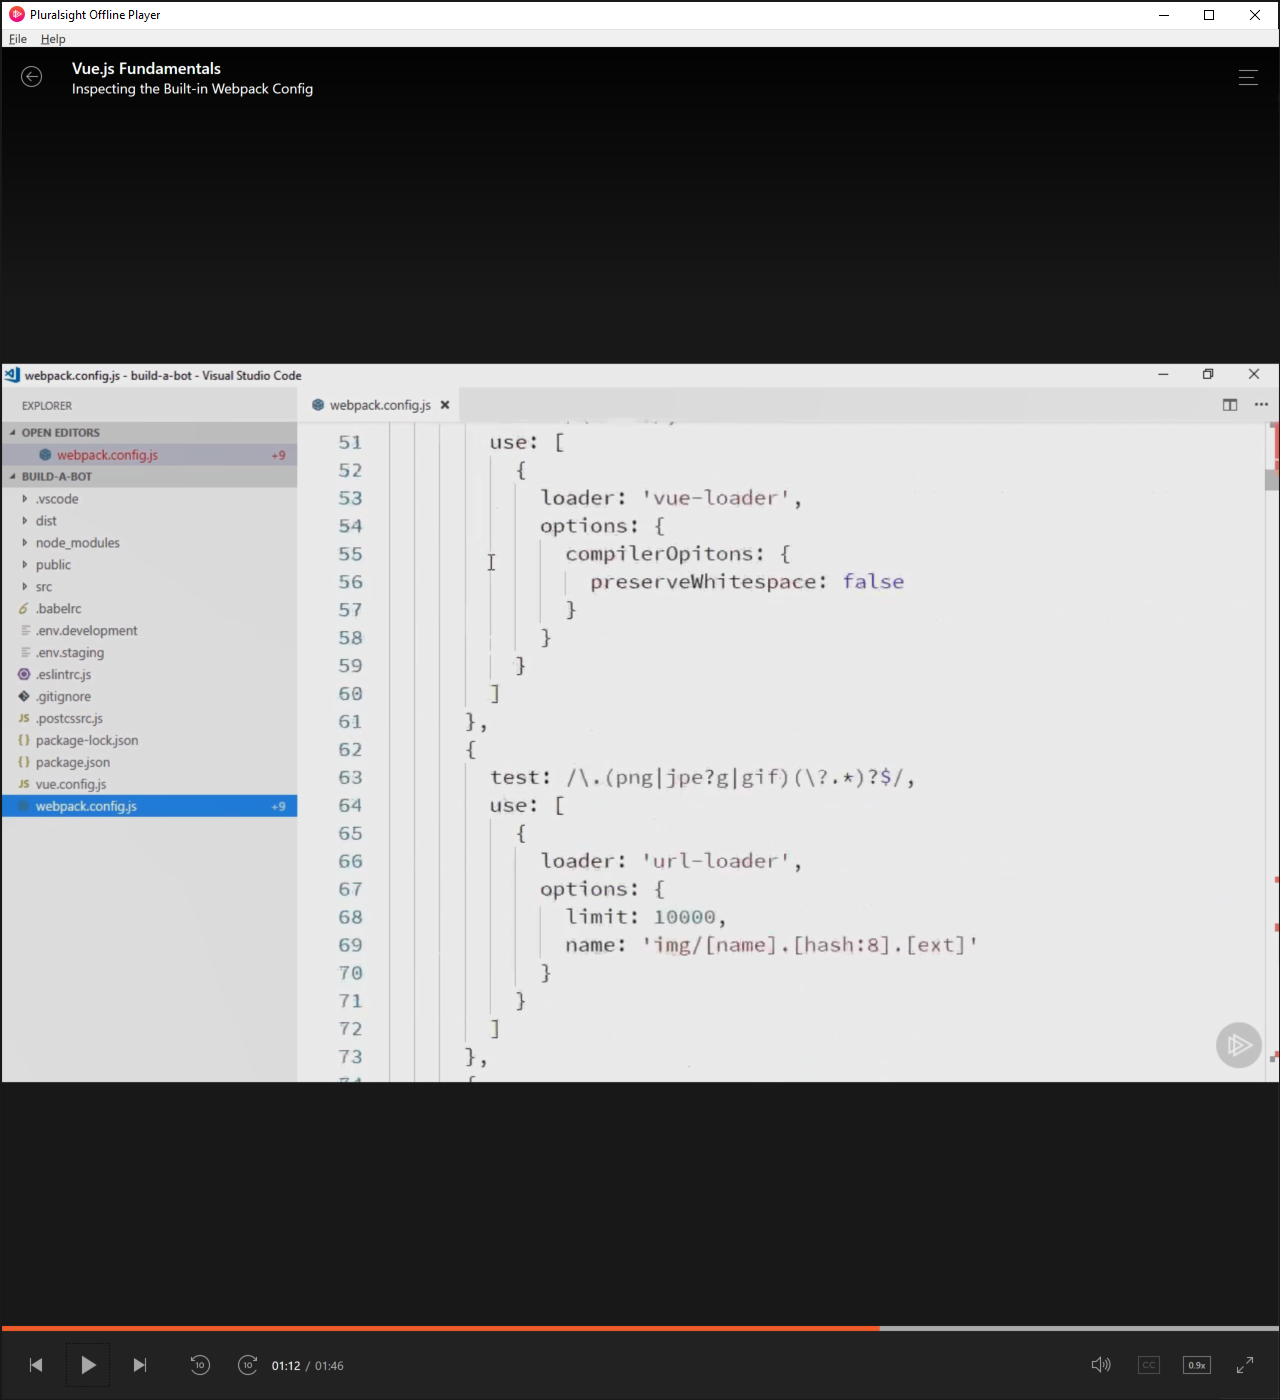 Pluralsight Offline Player
File Help
Vue.js Fundamentals
Inspecting the Built-in Webpack Config
webpack.config.js - build-a-bot - Visual Studio Code
EXPLORER
webpack.config.js
OPEN EDITORS
webpack.config.js +9
BUILD-A-BOT
.vscode
dist
node_modules
public
src
.babelrc
.env.development
.env.staging
.eslintrc.js
.gitignore
JS .postcssrc.js
{} package-lock.json
{} package.json
JS vue.config.js
webpack.config.js +9
51 use: [
52 {
53 loader: 'vue-loader',
54 options: {
55 compilerOpitons: {
56 preserveWhitespace: false
57 }
58 }
59 }
60 ]
61 },
62 {
63 test: /\.(png|jpe?g|gif)(\?.*)?$/,
64 use: [
65 {
66 loader: 'url-loader',
67 options: {
68 limit: 10000,
69 name: 'img/[name].[hash:8].[ext]'
70 }
71 }
72 ]
73 },
10 10 01:12 / 01:46 CC 0.9x